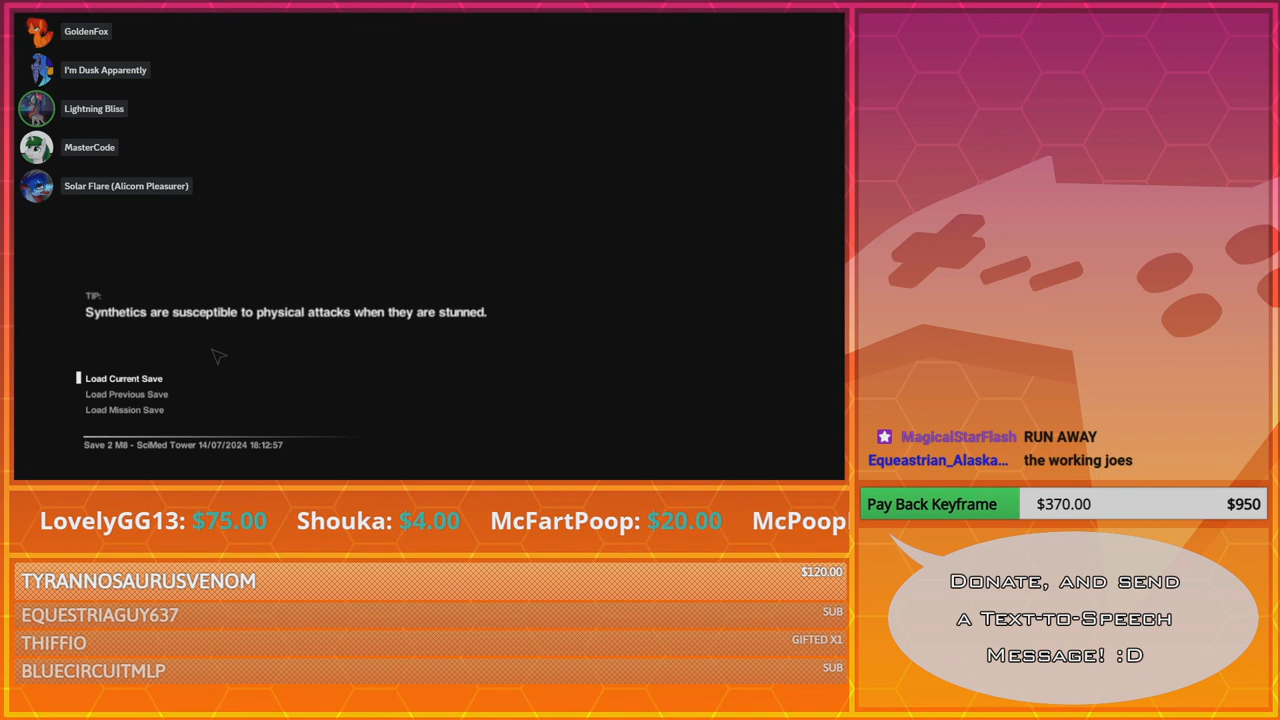 GoldenFox
I'm Dusk Apparently
Lightning Bliss
MasterCode
Solar Flare (Alicorn Pleasurer)
TIP:
Synthetics are susceptible to physical attacks when they are stunned.
Load Current Save
Load Previous Save
Load Mission Save
Save 2 M8 - SciMed Tower 14/07/2024 18:12:57
MagicalStarFlash RUN AWAY
Equeastrian_Alaska... the working joes
Pay Back Keyframe $370.00 $950
LovelyGG13: $75.00 Shouka: $4.00 McFartPoop: $20.00 McPoop
TYRANNOSAURUSVENOM $120.00
EQUESTRIAGUY637 SUB
THIFFIO GIFTED X1
BLUECIRCUITMLP SUB
Donate, and send
a Text-to-Speech
Message! :D